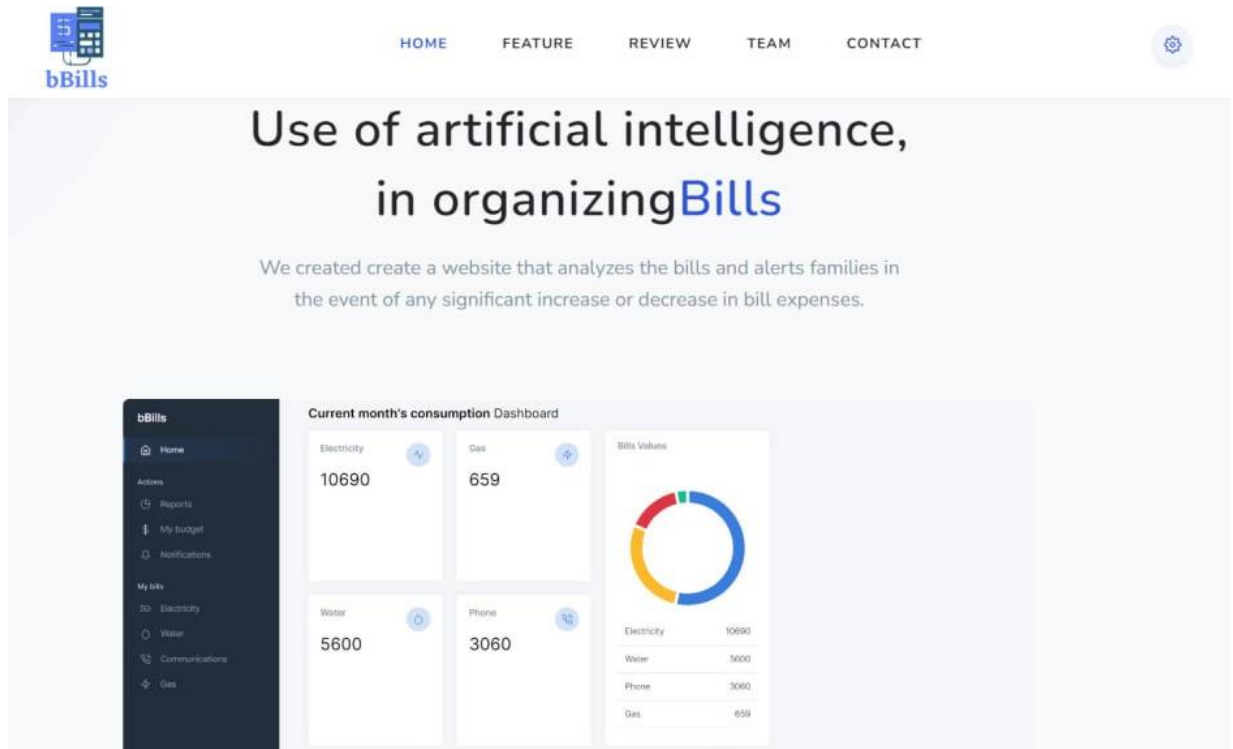 bBills
HOME FEATURE REVIEW TEAM CONTACT
Use of artificial intelligence,
in organizingBills
We created create a website that analyzes the bills and alerts families in
the event of any significant increase or decrease in bill expenses.
bBills
Home
Actions
Reports
My budget
Notifications
My bills
Electricity
Water
Communications
Gas
Current month's consumption Dashboard
Electricity
10690
Gas
659
Water
5600
Phone
3060
Bills Values
Electricity 10690
Water 5600
Phone 3060
Gas 659